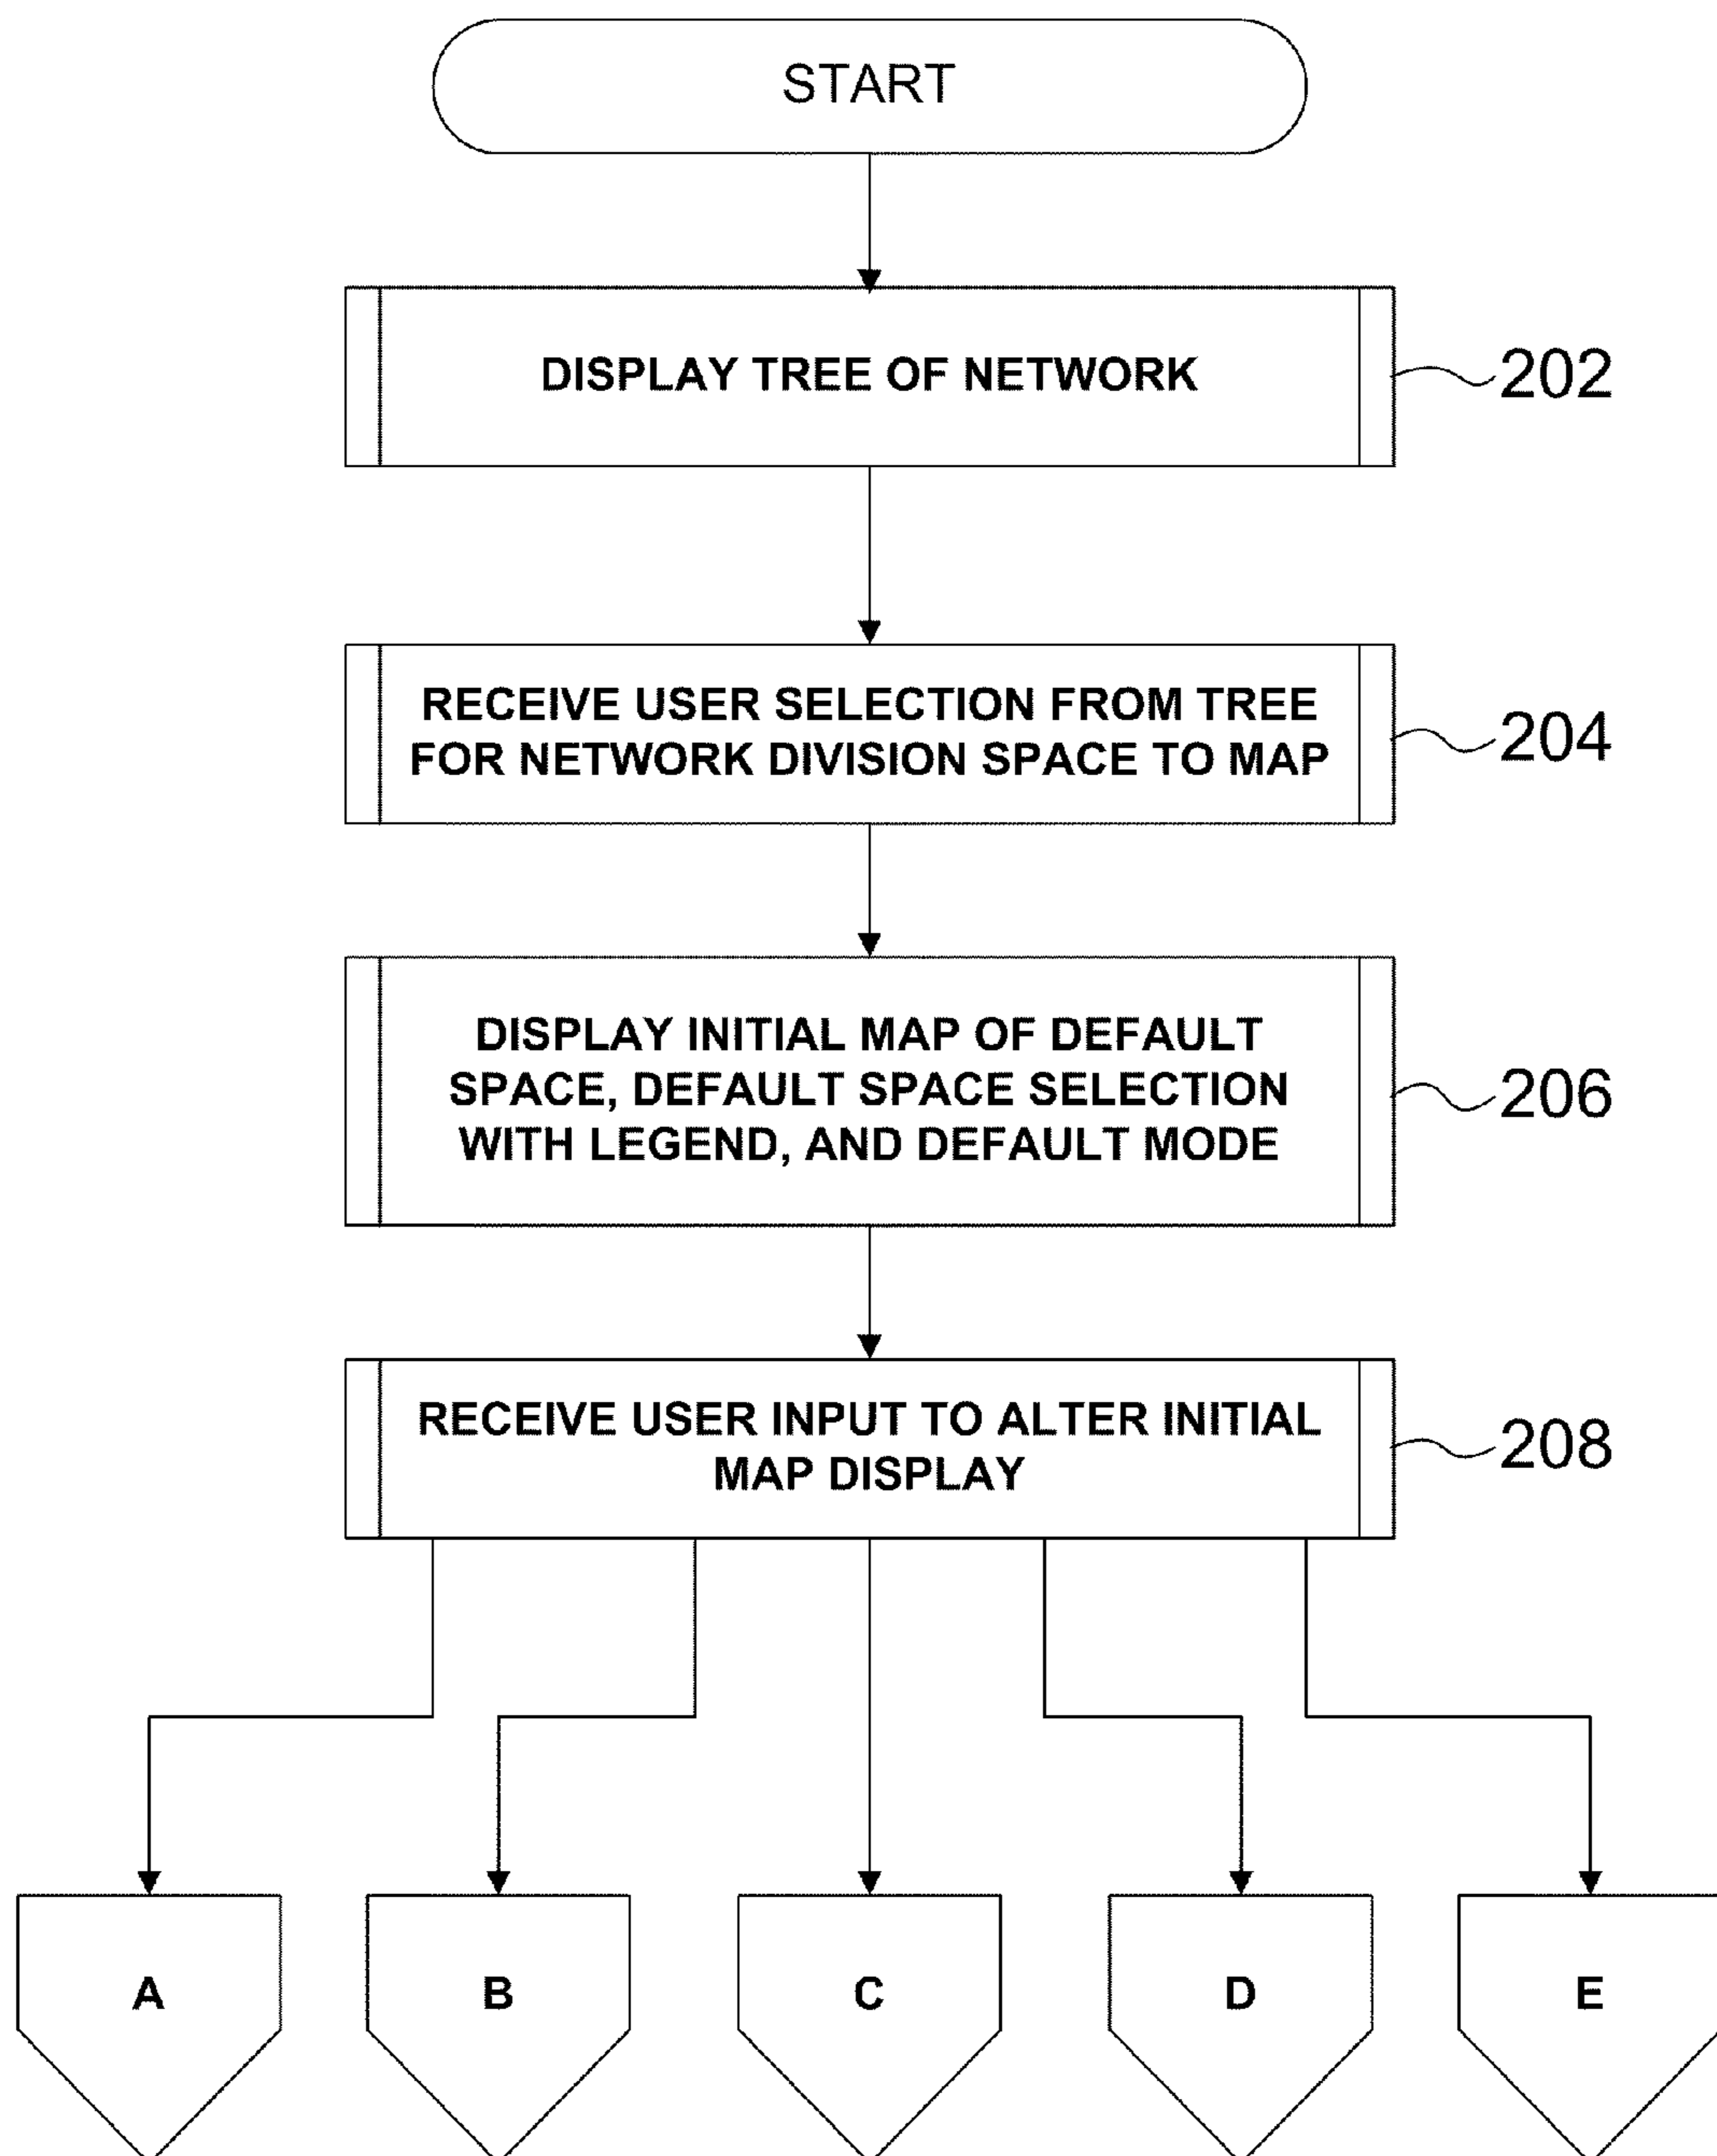 START
DISPLAY TREE OF NETWORK
202
RECEIVE USER SELECTION FROM TREE
FOR NETWORK DIVISION SPACE TO MAP
204
DISPLAY INITIAL MAP OF DEFAULT
SPACE, DEFAULT SPACE SELECTION
WITH LEGEND, AND DEFAULT MODE
206
RECEIVE USER INPUT TO ALTER INITIAL
MAP DISPLAY
208
A
B
C
D
E